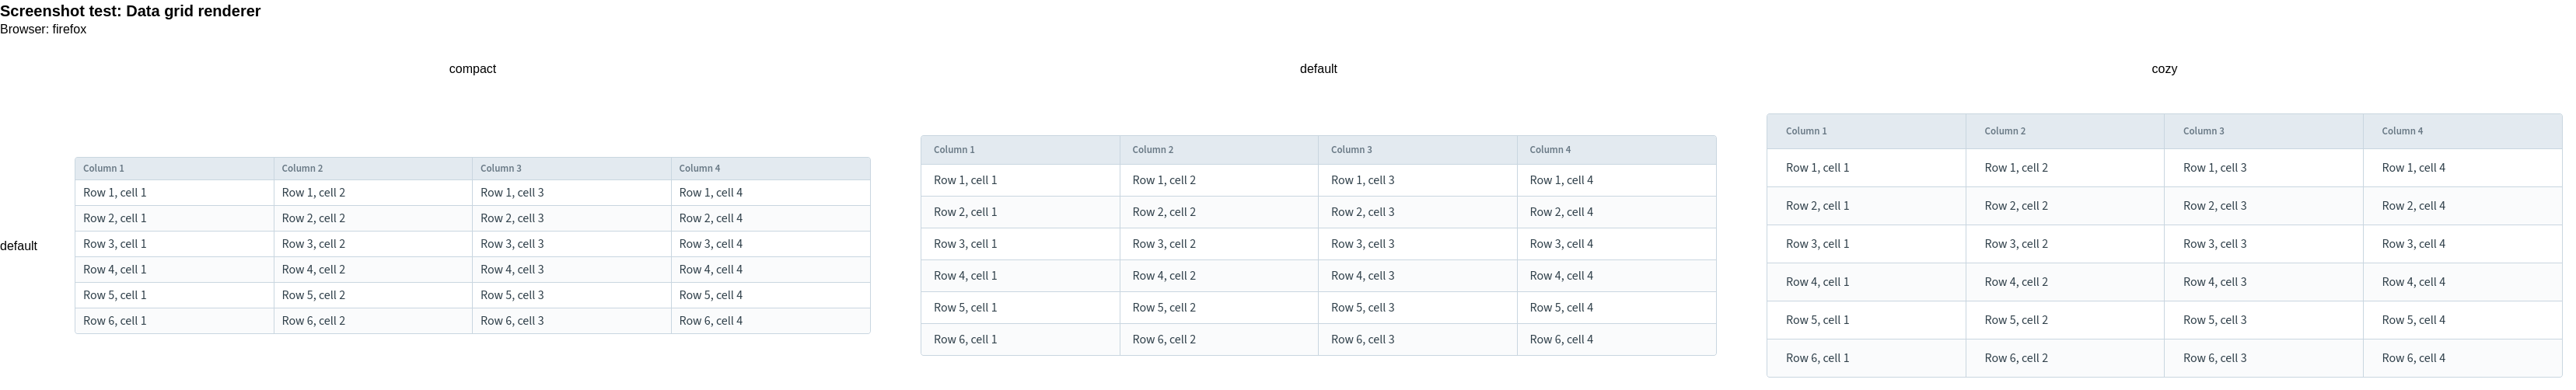 Screenshot test: Data grid renderer
Browser: firefox
compact default cozy
default
Column 1 Column 2 Column 3 Column 4
Row 1, cell 1 Row 1, cell 2 Row 1, cell 3 Row 1, cell 4
Row 2, cell 1 Row 2, cell 2 Row 2, cell 3 Row 2, cell 4
Row 3, cell 1 Row 3, cell 2 Row 3, cell 3 Row 3, cell 4
Row 4, cell 1 Row 4, cell 2 Row 4, cell 3 Row 4, cell 4
Row 5, cell 1 Row 5, cell 2 Row 5, cell 3 Row 5, cell 4
Row 6, cell 1 Row 6, cell 2 Row 6, cell 3 Row 6, cell 4
Column 1 Column 2 Column 3 Column 4
Row 1, cell 1 Row 1, cell 2 Row 1, cell 3 Row 1, cell 4
Row 2, cell 1 Row 2, cell 2 Row 2, cell 3 Row 2, cell 4
Row 3, cell 1 Row 3, cell 2 Row 3, cell 3 Row 3, cell 4
Row 4, cell 1 Row 4, cell 2 Row 4, cell 3 Row 4, cell 4
Row 5, cell 1 Row 5, cell 2 Row 5, cell 3 Row 5, cell 4
Row 6, cell 1 Row 6, cell 2 Row 6, cell 3 Row 6, cell 4
Column 1 Column 2 Column 3 Column 4
Row 1, cell 1 Row 1, cell 2 Row 1, cell 3 Row 1, cell 4
Row 2, cell 1 Row 2, cell 2 Row 2, cell 3 Row 2, cell 4
Row 3, cell 1 Row 3, cell 2 Row 3, cell 3 Row 3, cell 4
Row 4, cell 1 Row 4, cell 2 Row 4, cell 3 Row 4, cell 4
Row 5, cell 1 Row 5, cell 2 Row 5, cell 3 Row 5, cell 4
Row 6, cell 1 Row 6, cell 2 Row 6, cell 3 Row 6, cell 4